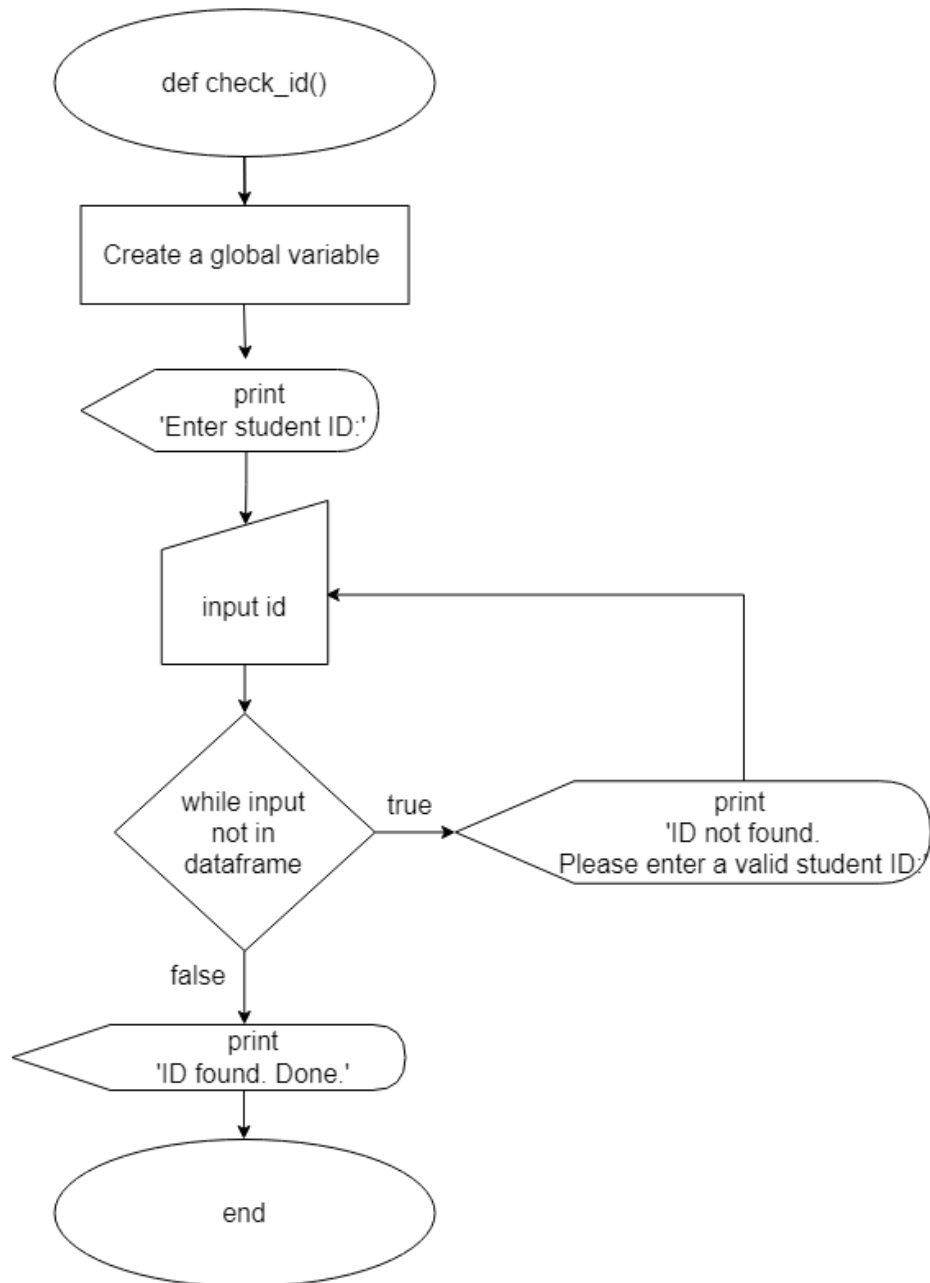 def check_id()
Create a global variable
print
'Enter student ID:'
input id
while input
not in
dataframe
true
print
'ID not found.
Please enter a valid student ID:'
false
print
'ID found. Done.'
end